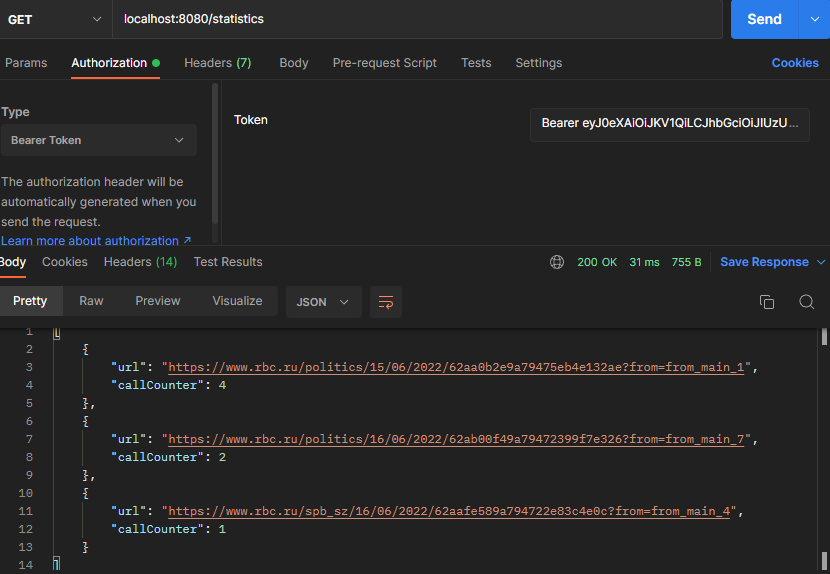 GET localhost:8080/statistics Send
Params Authorization Headers (7) Body Pre-request Script Tests Settings Cookies
Type
Bearer Token
The authorization header will be
automatically generated when you
send the request.
Learn more about authorization ↗
Token Bearer eyJ0eXAiOiJKV1QiLCJhbGciOiJIUzU...
Body Cookies Headers (14) Test Results 200 OK 31 ms 755 B Save Response
Pretty Raw Preview Visualize JSON
1 [
2 {
3 "url": "https://www.rbc.ru/politics/15/06/2022/62aa0b2e9a79475eb4e132ae?from=from_main_1",
4 "callCounter": 4
5 },
6 {
7 "url": "https://www.rbc.ru/politics/16/06/2022/62ab00f49a79472399f7e326?from=from_main_7",
8 "callCounter": 2
9 },
10 {
11 "url": "https://www.rbc.ru/spb_sz/16/06/2022/62aafe589a794722e83c4e0c?from=from_main_4",
12 "callCounter": 1
13 }
14 ]